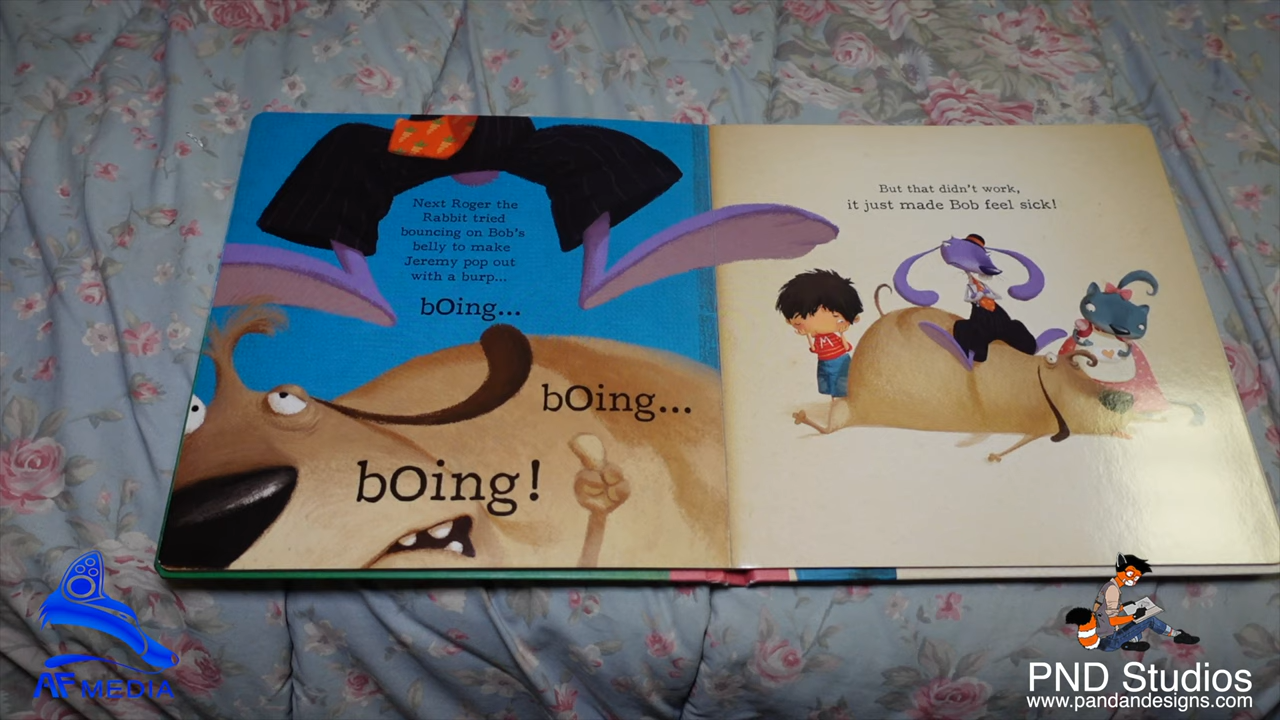 Next Roger the
Rabbit tried
bouncing on Bob's
belly to make
Jeremy pop out
with a burp...
bOing...
bOing...
bOing!
But that didn't work,
it just made Bob feel sick!
M
AF MEDIA
PND Studios
www.pandandesigns.com